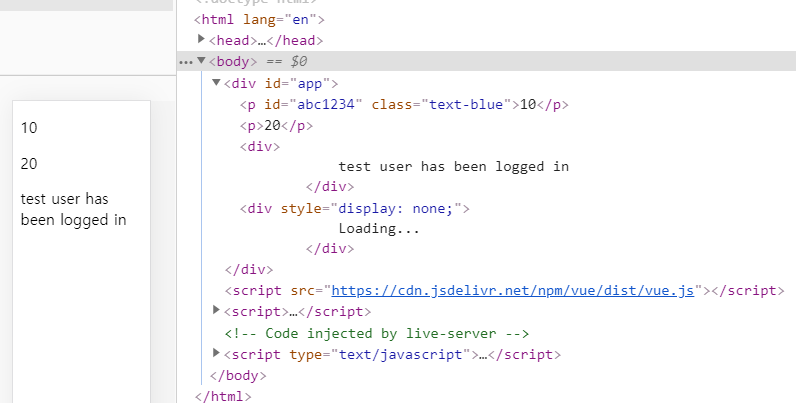 <!doctype html>
<html lang="en">
<head>…</head>
<body> == $0
<div id="app">
10
<p id="abc1234" class="text-blue">10</p>
<p>20</p>
20
<div>
test user has been logged in
</div>
test user has
been logged in
<div style="display: none;">
Loading...
</div>
</div>
<script src="https://cdn.jsdelivr.net/npm/vue/dist/vue.js"></script>
<script>…</script>
<!-- Code injected by live-server -->
<script type="text/javascript">…</script>
</body>
</html>